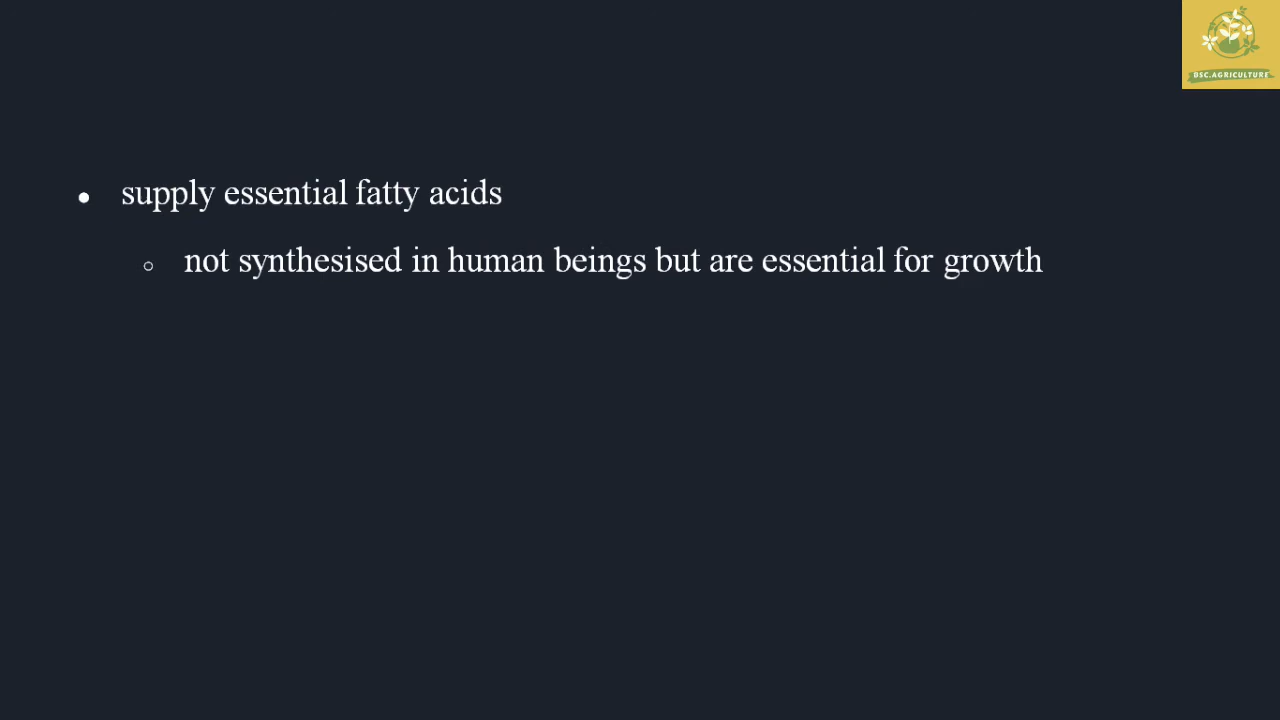 BSC.AGRICULTURE
● supply essential fatty acids
○ not synthesised in human beings but are essential for growth